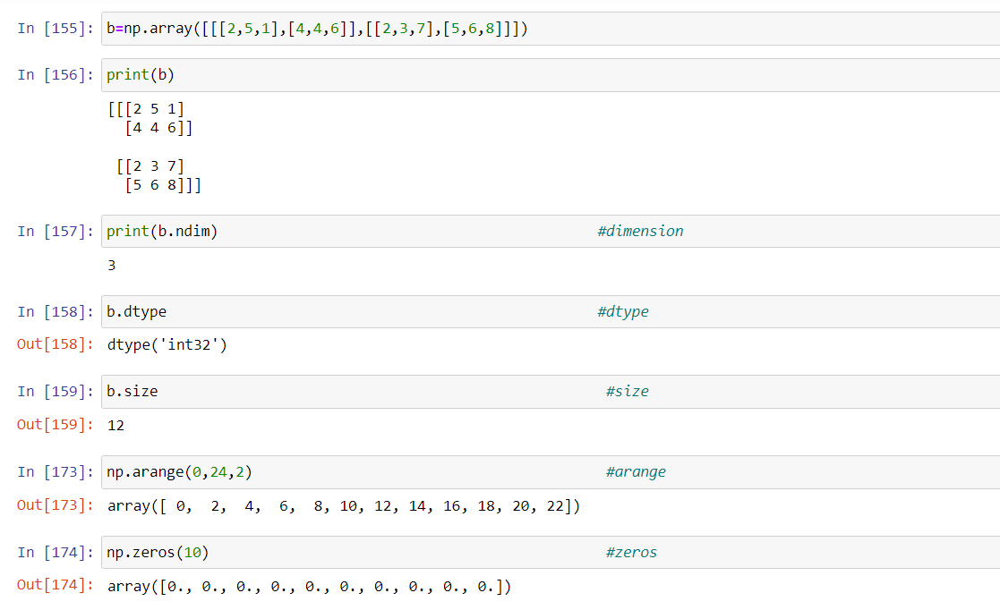 In [155]: b=np.array([[[2,5,1],[4,4,6]],[[2,3,7],[5,6,8]]])
In [156]: print(b)
[[[2 5 1]
  [4 4 6]]
 [[2 3 7]
  [5 6 8]]]
In [157]: print(b.ndim) #dimension
3
In [158]: b.dtype #dtype
Out[158]: dtype('int32')
In [159]: b.size #size
Out[159]: 12
In [173]: np.arange(0,24,2) #arange
Out[173]: array([ 0,  2,  4,  6,  8, 10, 12, 14, 16, 18, 20, 22])
In [174]: np.zeros(10) #zeros
Out[174]: array([0., 0., 0., 0., 0., 0., 0., 0., 0., 0.])